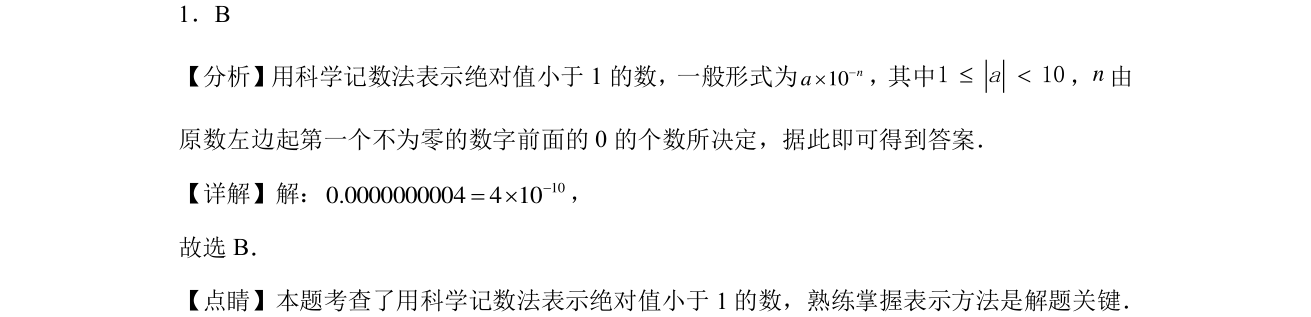 1．B
【分析】用科学记数法表示绝对值小于 1 的数，一般形式为 a×10⁻ⁿ，其中 1 ≤ |a| < 10，n 由
原数左边起第一个不为零的数字前面的 0 的个数所决定，据此即可得到答案．
【详解】解：0.0000000004 = 4×10⁻¹⁰，
故选 B．
【点睛】本题考查了用科学记数法表示绝对值小于 1 的数，熟练掌握表示方法是解题关键．